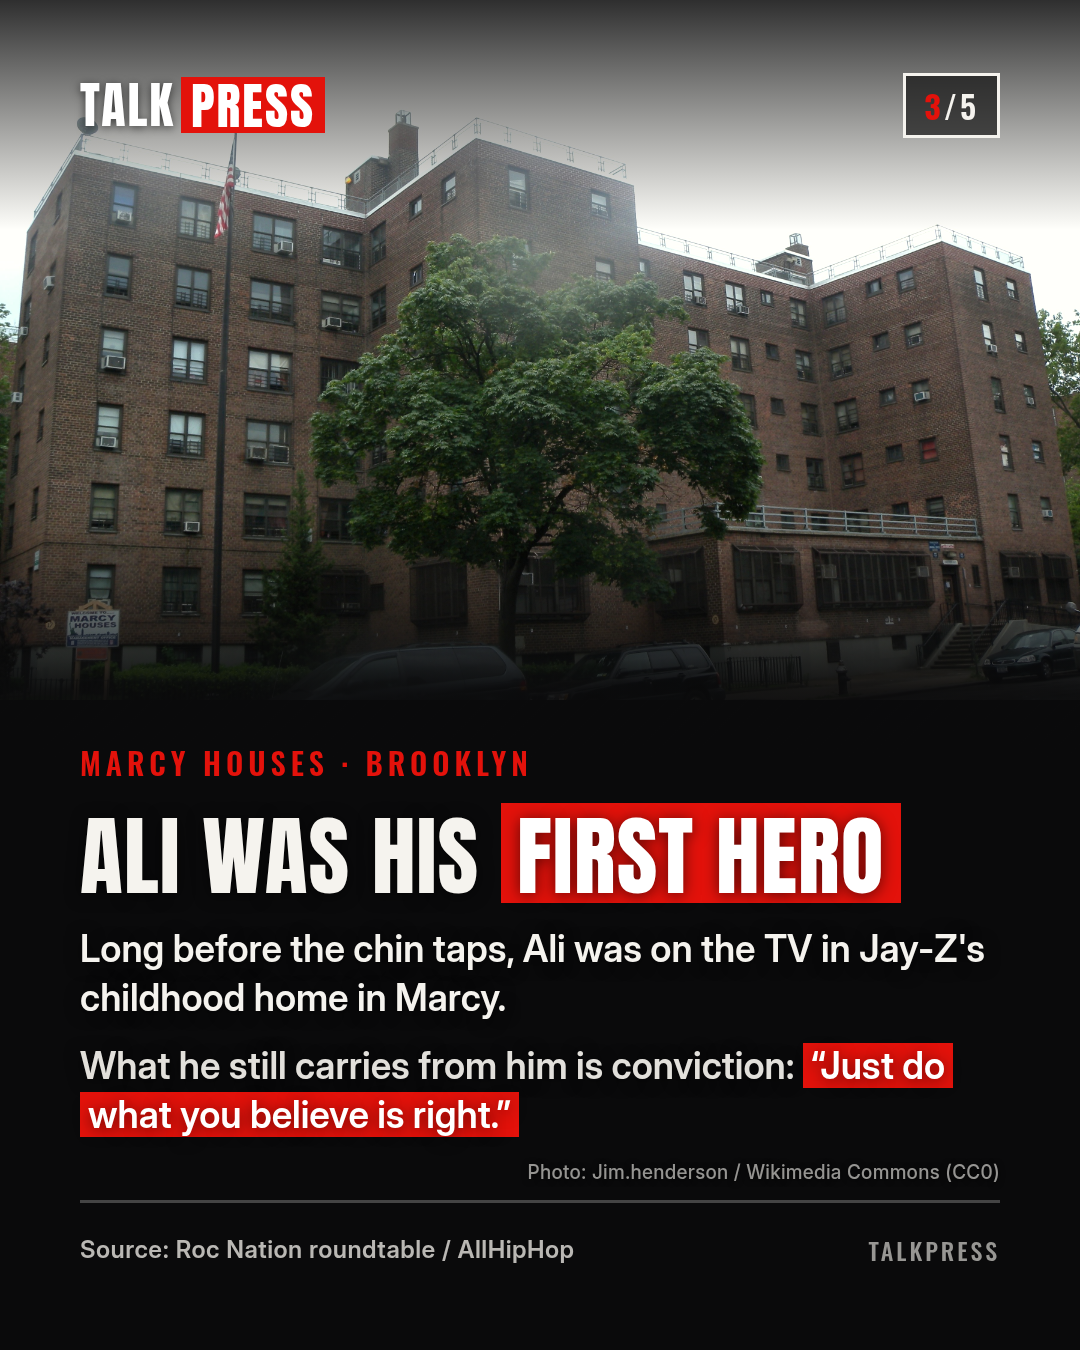 TALK PRESS
3/5
MARCY
HOUSES
MARCY HOUSES · BROOKLYN
ALI WAS HIS FIRST HERO
Long before the chin taps, Ali was on the TV in Jay-Z's
childhood home in Marcy.
What he still carries from him is conviction: “Just do
what you believe is right.”
Photo: Jim.henderson / Wikimedia Commons (CC0)
Source: Roc Nation roundtable / AllHipHop
TALKPRESS